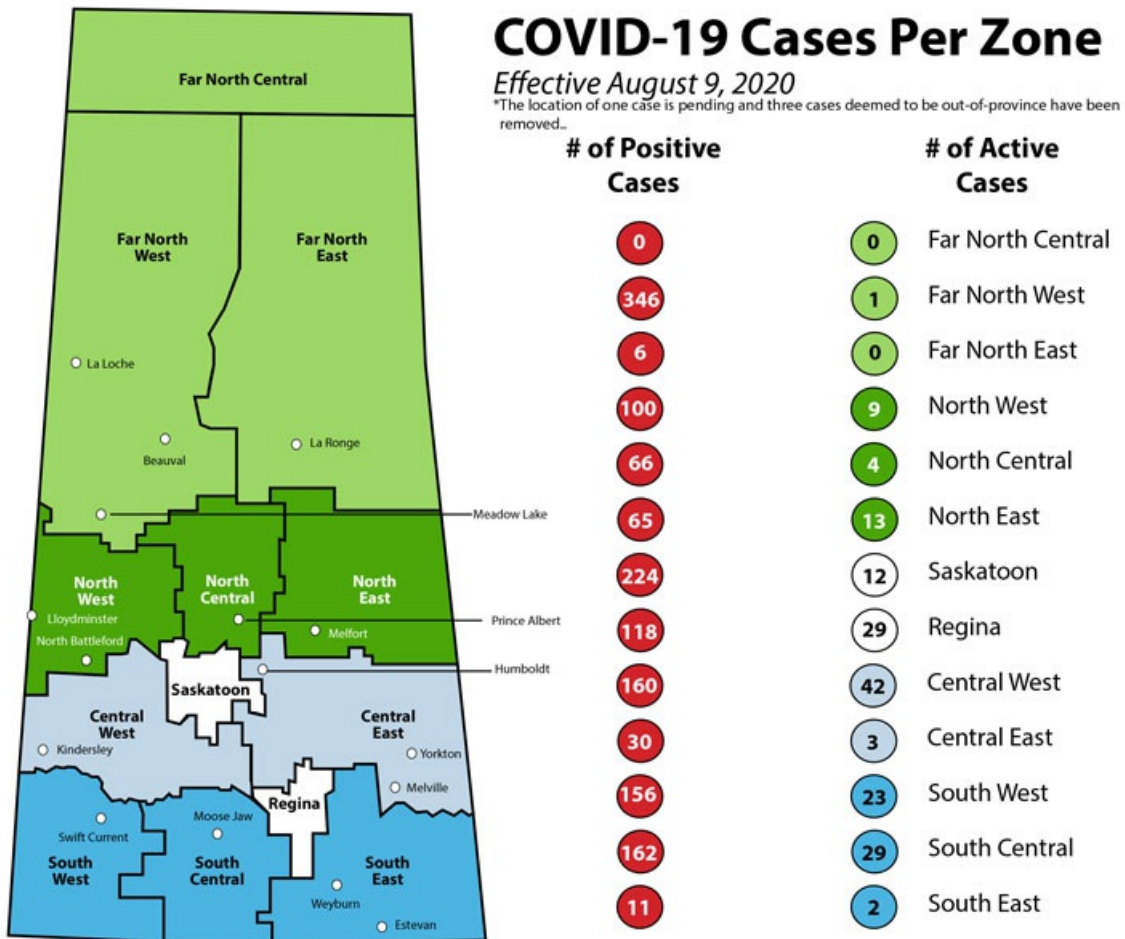 COVID-19 Cases Per Zone
Effective August 9, 2020
*The location of one case is pending and three cases deemed to be out-of-province have been
removed..
# of Positive
Cases
# of Active
Cases
0 0 Far North Central
346 1 Far North West
6 0 Far North East
100 9 North West
66 4 North Central
65 13 North East
224 12 Saskatoon
118 29 Regina
160 42 Central West
30 3 Central East
156 23 South West
162 29 South Central
11 2 South East
Far North Central
Far North
West
Far North
East
La Loche
Beauval
La Ronge
Meadow Lake
North
West
North
Central
North
East
Lloydminster
Prince Albert
Melfort
North Battleford
Humboldt
Saskatoon
Central
West
Central
East
Kindersley
Yorkton
Melville
Regina
Moose Jaw
Swift Current
South
West
South
Central
South
East
Weyburn
Estevan